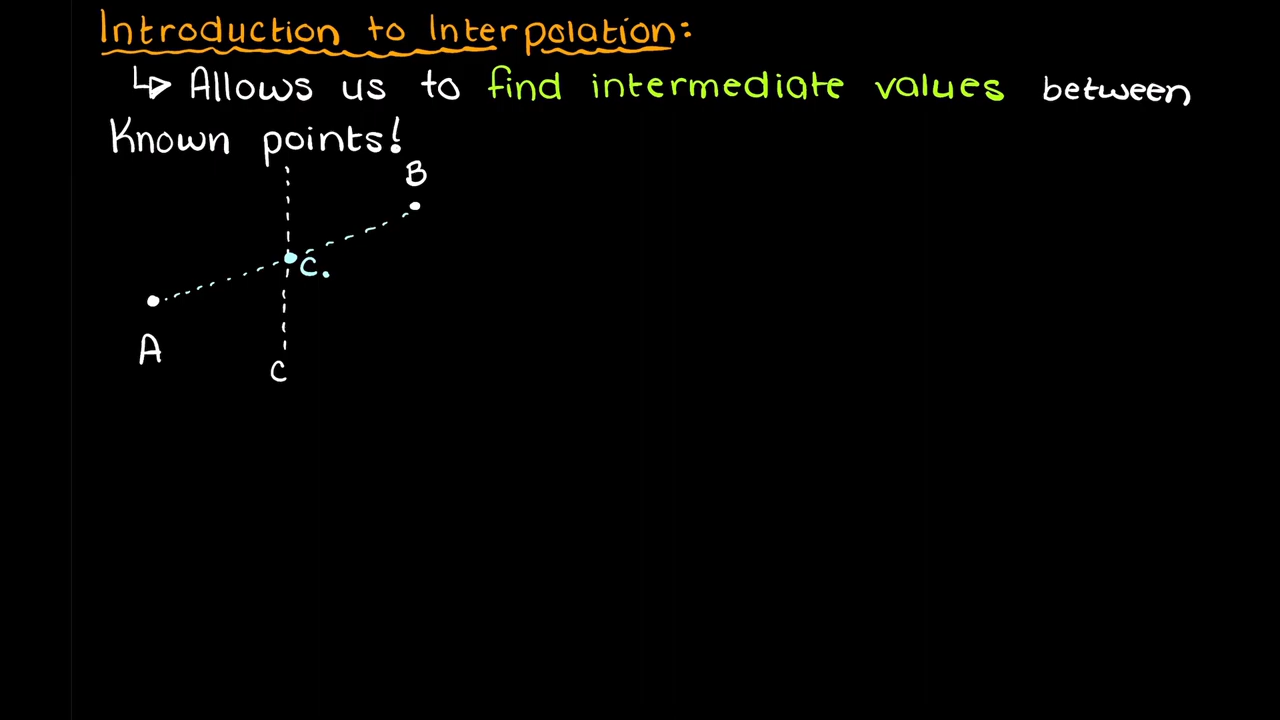 Introduction to Interpolation:
↳ Allows us to find intermediate values between
Known points!
B
C.
A
C